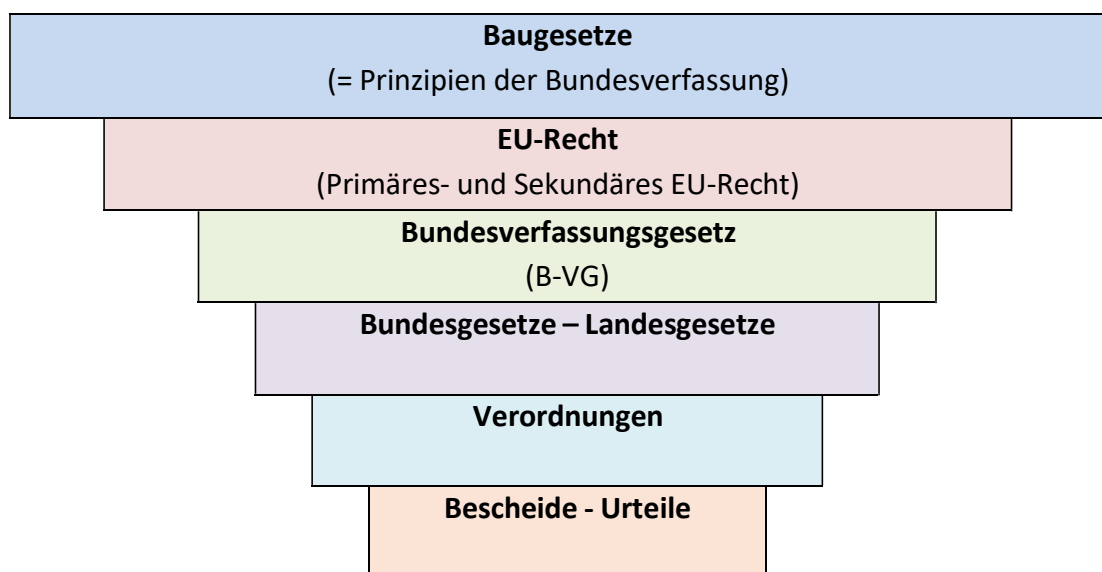 Baugesetze
(= Prinzipien der Bundesverfassung)
EU-Recht
(Primäres- und Sekundäres EU-Recht)
Bundesverfassungsgesetz
(B-VG)
Bundesgesetze – Landesgesetze
Verordnungen
Bescheide - Urteile